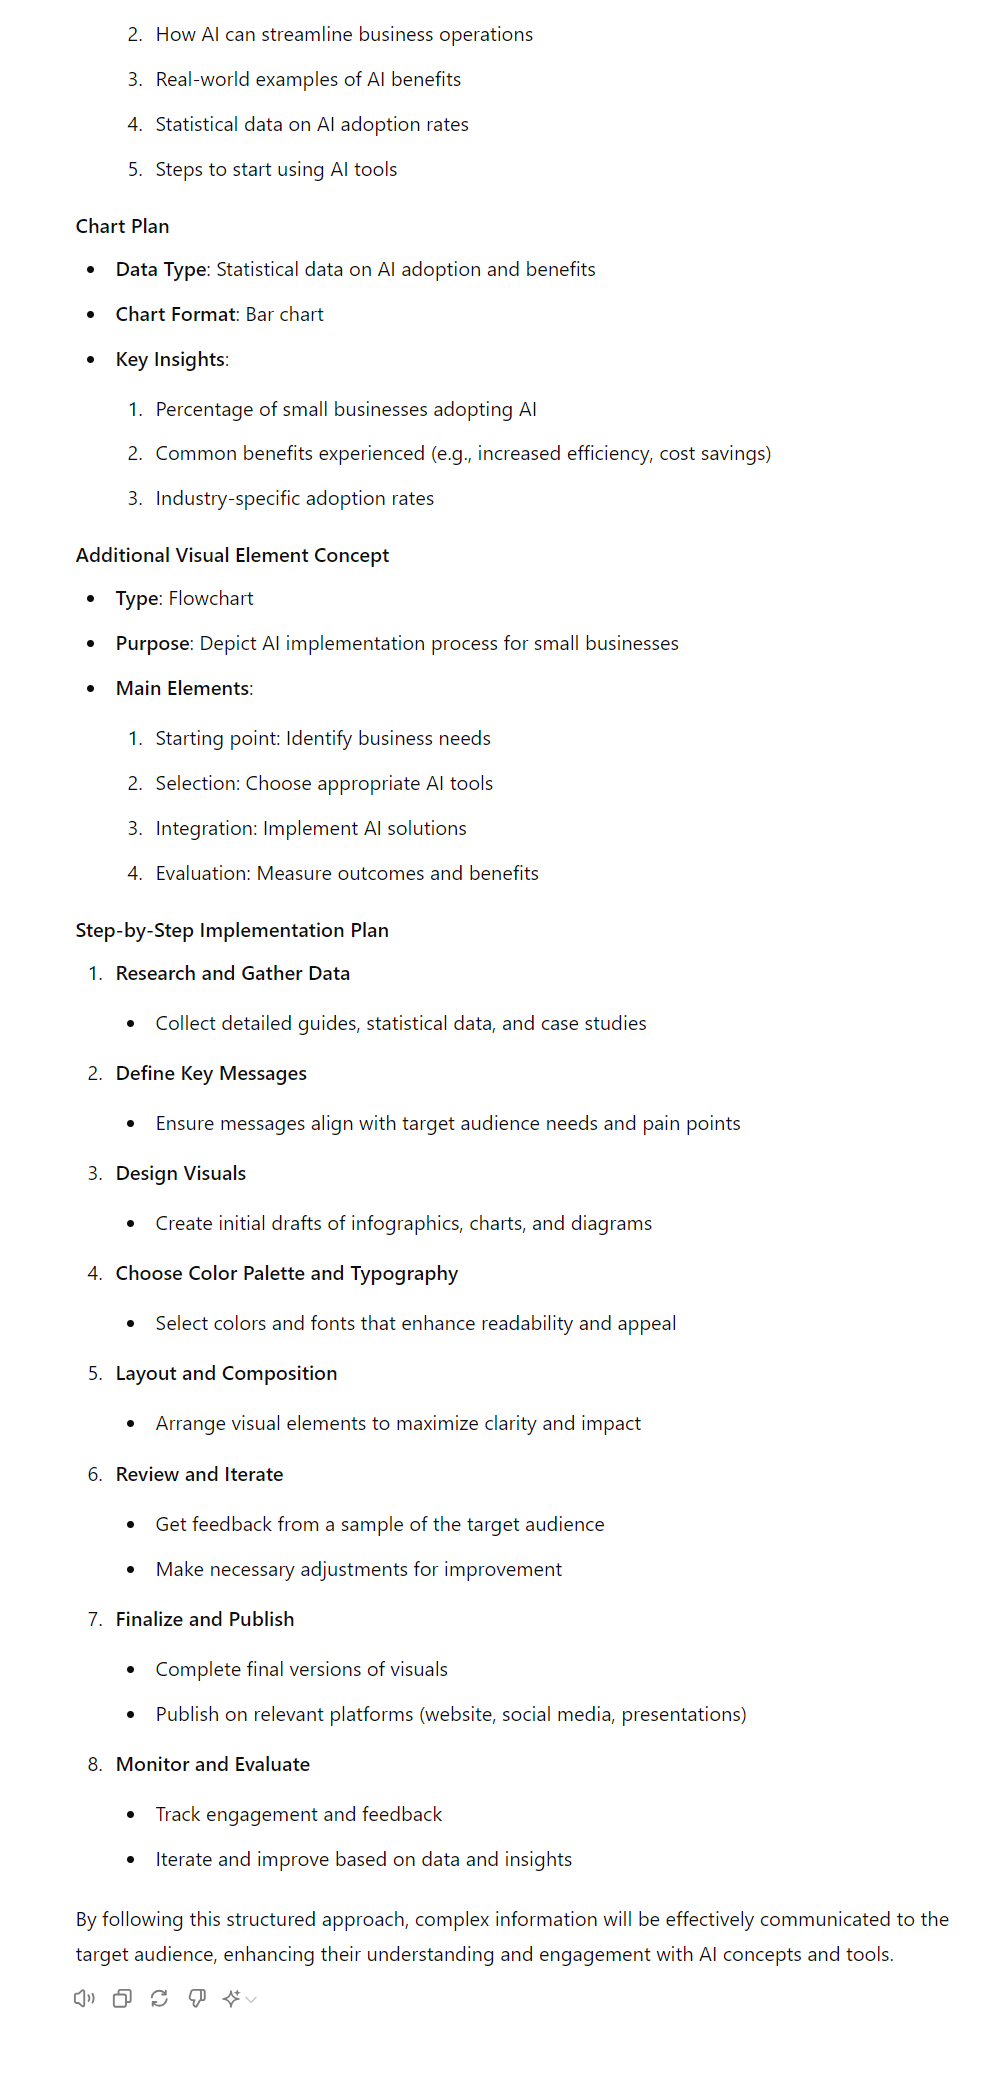 2. How AI can streamline business operations
3. Real-world examples of AI benefits
4. Statistical data on AI adoption rates
5. Steps to start using AI tools
Chart Plan
• Data Type: Statistical data on AI adoption and benefits
• Chart Format: Bar chart
• Key Insights:
1. Percentage of small businesses adopting AI
2. Common benefits experienced (e.g., increased efficiency, cost savings)
3. Industry-specific adoption rates
Additional Visual Element Concept
• Type: Flowchart
• Purpose: Depict AI implementation process for small businesses
• Main Elements:
1. Starting point: Identify business needs
2. Selection: Choose appropriate AI tools
3. Integration: Implement AI solutions
4. Evaluation: Measure outcomes and benefits
Step-by-Step Implementation Plan
1. Research and Gather Data
• Collect detailed guides, statistical data, and case studies
2. Define Key Messages
• Ensure messages align with target audience needs and pain points
3. Design Visuals
• Create initial drafts of infographics, charts, and diagrams
4. Choose Color Palette and Typography
• Select colors and fonts that enhance readability and appeal
5. Layout and Composition
• Arrange visual elements to maximize clarity and impact
6. Review and Iterate
• Get feedback from a sample of the target audience
• Make necessary adjustments for improvement
7. Finalize and Publish
• Complete final versions of visuals
• Publish on relevant platforms (website, social media, presentations)
8. Monitor and Evaluate
• Track engagement and feedback
• Iterate and improve based on data and insights
By following this structured approach, complex information will be effectively communicated to the
target audience, enhancing their understanding and engagement with AI concepts and tools.